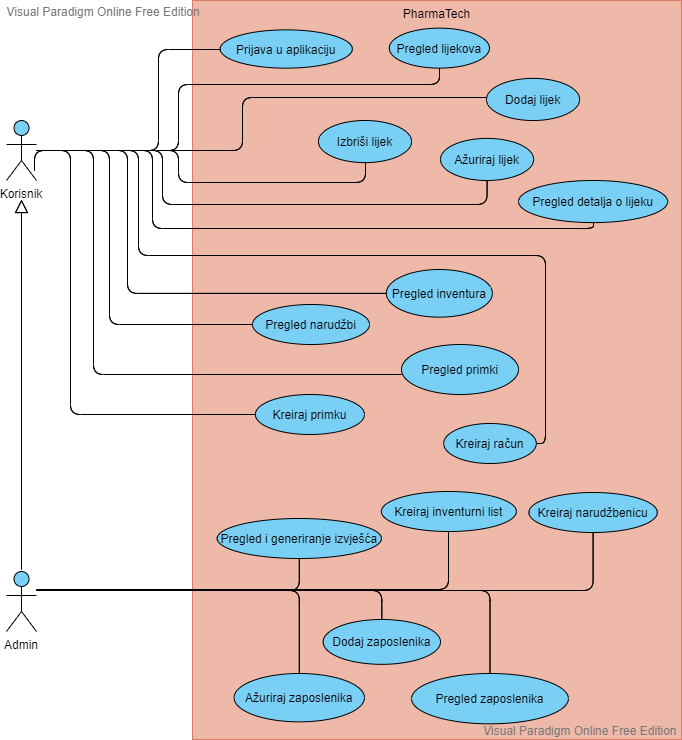 Visual Paradigm Online Free Edition
PharmaTech
Prijava u aplikaciju
Pregled lijekova
Dodaj lijek
Izbriši lijek
Ažuriraj lijek
Korisnik
Pregled detalja o lijeku
Pregled inventura
Pregled narudžbi
Pregled primki
Kreiraj primku
Kreiraj račun
Kreiraj inventurni list
Kreiraj narudžbenicu
Pregled i generiranje izvješća
Admin
Dodaj zaposlenika
Ažuriraj zaposlenika
Pregled zaposlenika
Visual Paradigm Online Free Edition